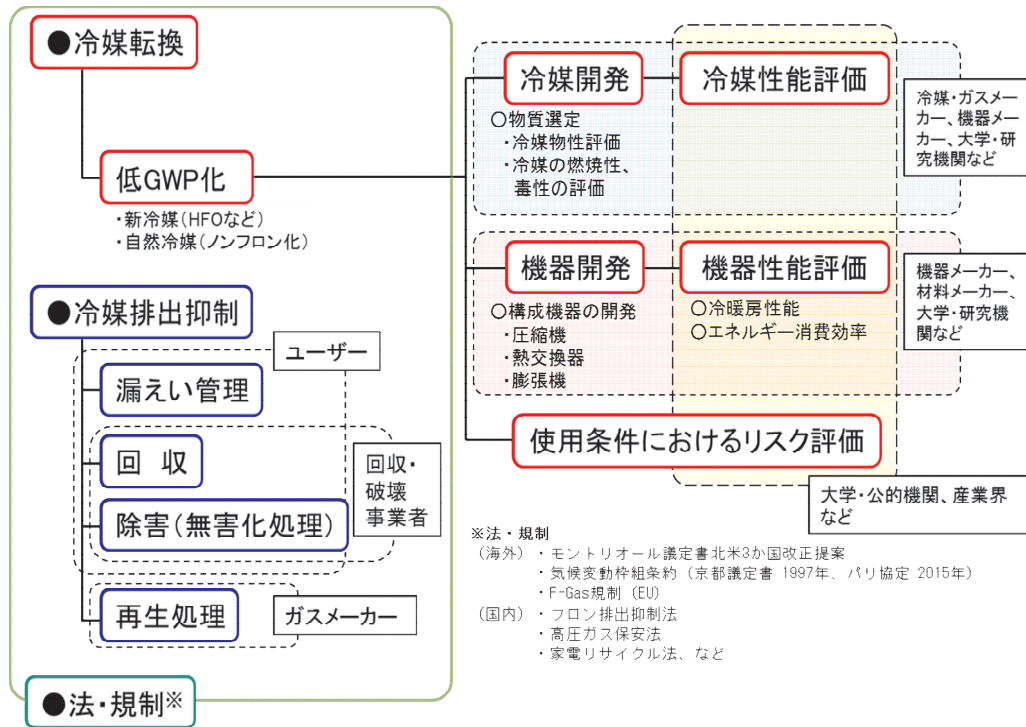 ●冷媒転換
低GWP化
・新冷媒(HFOなど)
・自然冷媒(ノンフロン化)
●冷媒排出抑制
ユーザー
漏えい管理
回 収
除害(無害化処理)
回収・
破壊
事業者
再生処理
ガスメーカー
●法・規制※
冷媒開発
冷媒性能評価
〇物質選定
・冷媒物性評価
・冷媒の燃焼性、
毒性の評価
冷媒・ガスメー
カー、機器メー
カー、大学・研
究機関など
機器開発
機器性能評価
〇構成機器の開発
・圧縮機
・熱交換器
・膨張機
〇冷暖房性能
〇エネルギー消費効率
機器メーカー、
材料メーカー、
大学・研究機
関など
使用条件におけるリスク評価
大学・公的機関、産業界
など
※法・規制
(海外) ・モントリオール議定書北米3か国改正提案
・気候変動枠組条約(京都議定書 1997年、パリ協定 2015年)
・F-Gas規制(EU)
(国内) ・フロン排出抑制法
・高圧ガス保安法
・家電リサイクル法、など